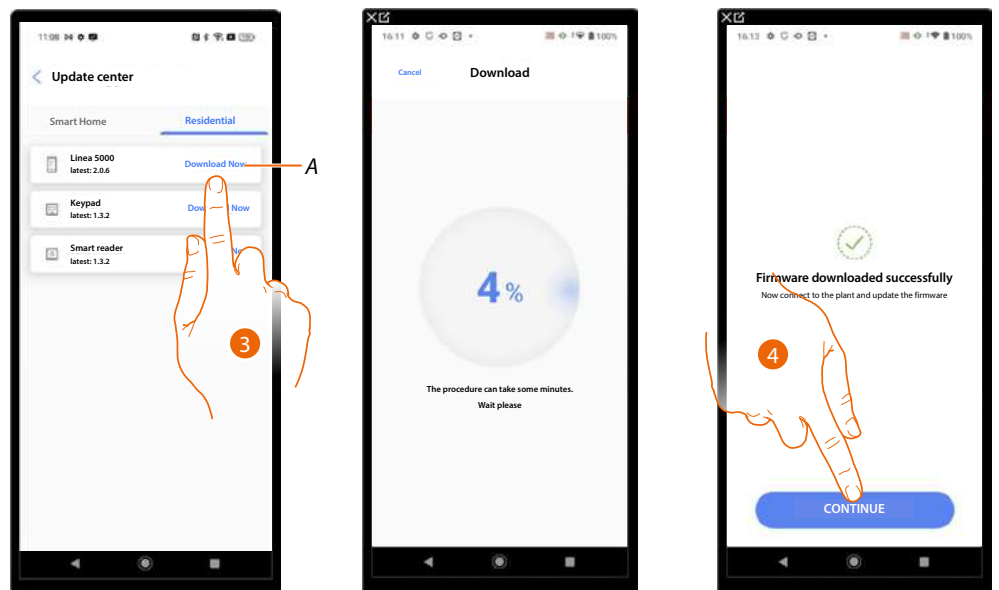 11:08
Update center
Smart Home Residential
Linea 5000
latest: 2.0.6
Download Now
A
Keypad
latest: 1.3.2
Now
Smart reader
latest: 1.3.2
3
16:11 100%
Cancel Download
4 %
The procedure can take some minutes.
Wait please
16:13 100%
Firmware downloaded successfully
Now connect to the plant and update the firmware
4
CONTINUE